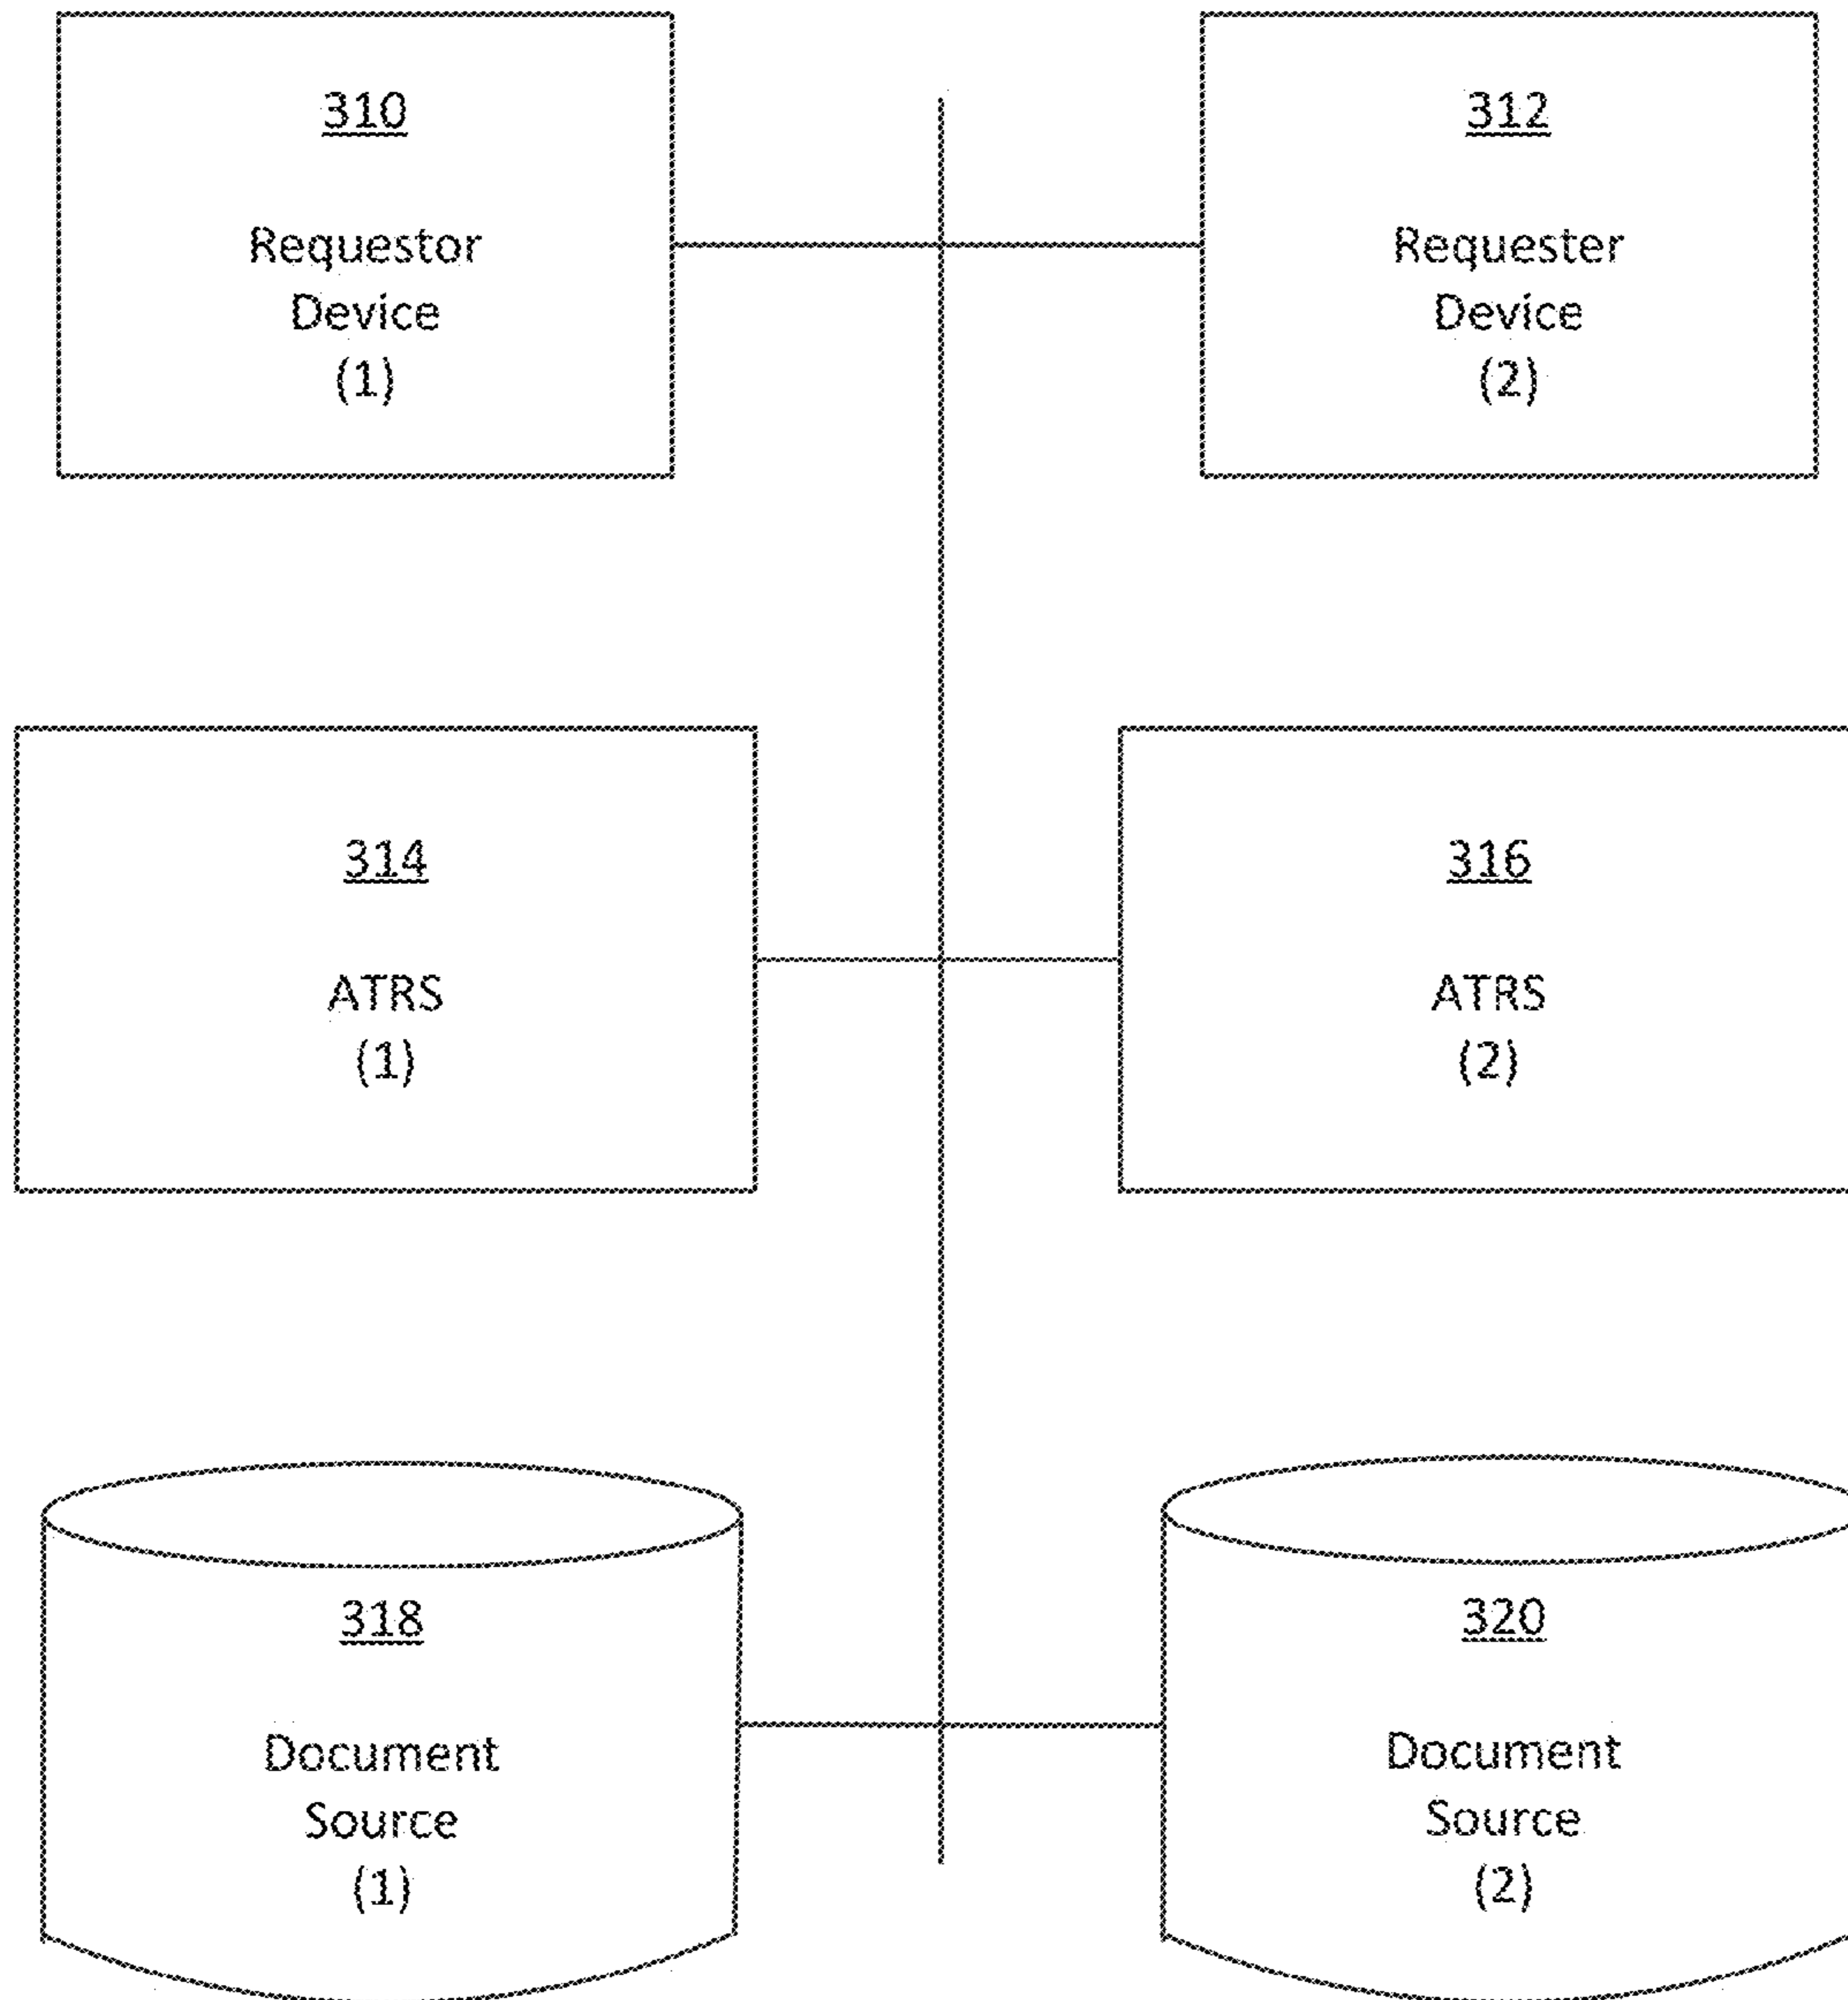 310
Requestor
Device
(1)
312
Requester
Device
(2)
314
ATRS
(1)
316
ATRS
(2)
318
Document
Source
(1)
320
Document
Source
(2)